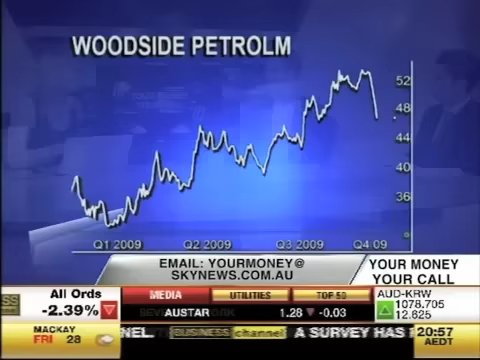 WOODSIDE PETROLM
52
48
44
40
36
Q1 2009
Q2 2009
Q3 2009
Q4 09
EMAIL: YOURMONEY@
SKYNEWS.COM.AU
YOUR MONEY
YOUR CALL
All Ords
-2.39%
MEDIA
UTILITIES
TOP 50
AUSTAR
1.28
-0.03
AUD-KRW
1078.705
12.625
MACKAY
FRI 28
NEL.
BUSINESS channel
A SURVEY HAS
20:57
AEDT